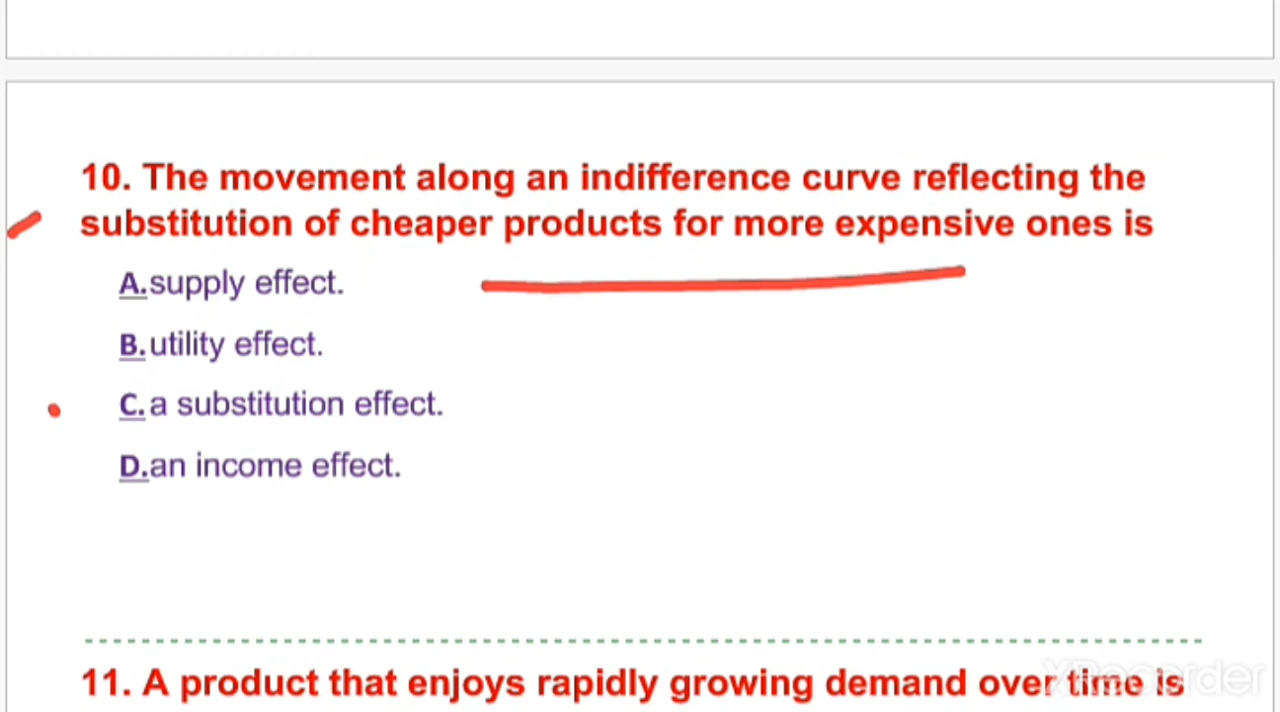 10. The movement along an indifference curve reflecting the
substitution of cheaper products for more expensive ones is
A.supply effect.
B.utility effect.
C.a substitution effect.
D.an income effect.
11. A product that enjoys rapidly growing demand over time is
XRecorder